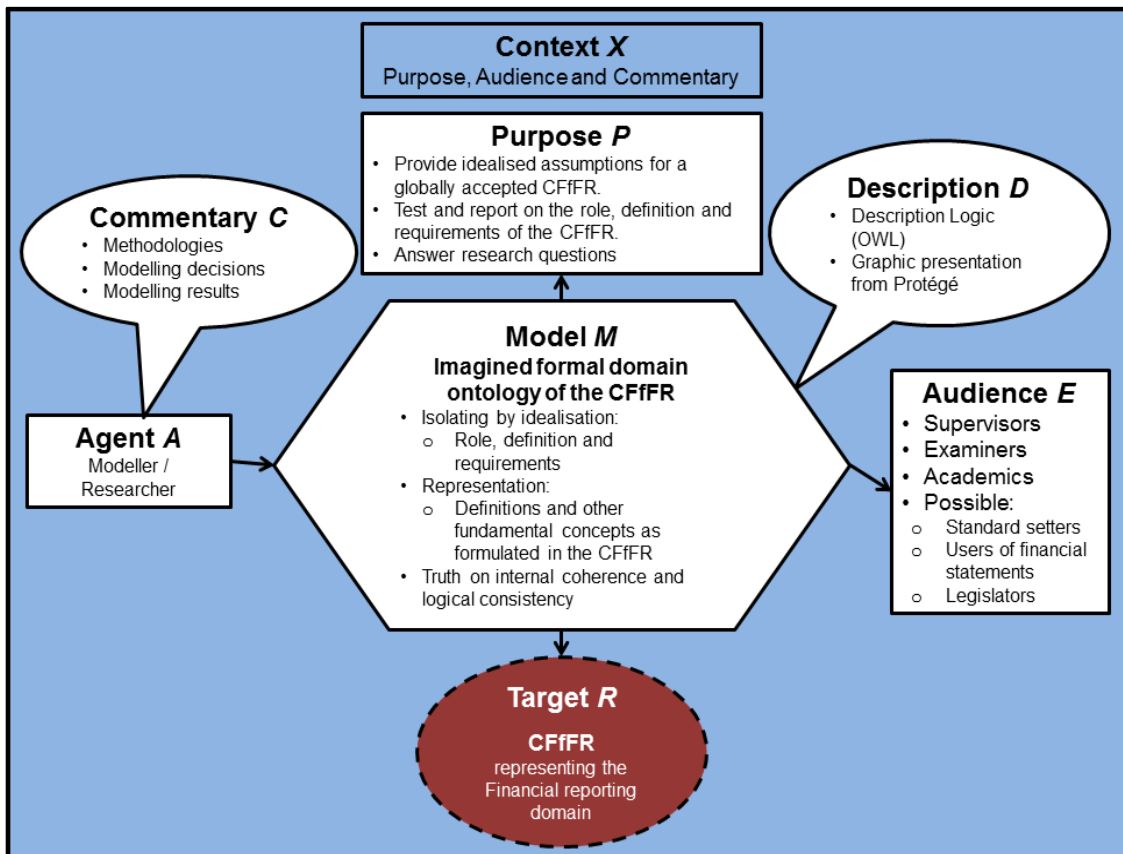 Context X
Purpose, Audience and Commentary
Purpose P
• Provide idealised assumptions for a
globally accepted CFfFR.
• Test and report on the role, definition and
requirements of the CFfFR.
• Answer research questions
Commentary C
• Methodologies
• Modelling decisions
• Modelling results
Description D
• Description Logic
(OWL)
• Graphic presentation
from Protégé
Agent A
Modeller /
Researcher
Model M
Imagined formal domain
ontology of the CFfFR
• Isolating by idealisation:
o Role, definition and
requirements
• Representation:
o Definitions and other
fundamental concepts as
formulated in the CFfFR
• Truth on internal coherence and
logical consistency
Audience E
• Supervisors
• Examiners
• Academics
• Possible:
o Standard setters
o Users of financial
statements
o Legislators
Target R
CFfFR
representing the
Financial reporting
domain